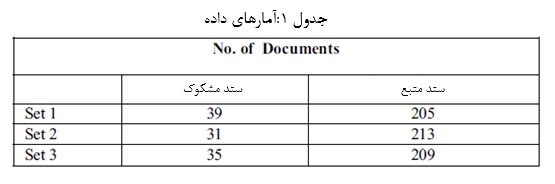 جدول ۱:آمارهای داده
No. of Documents
سند مشکوک سند منبع
Set 1 39 205
Set 2 31 213
Set 3 35 209